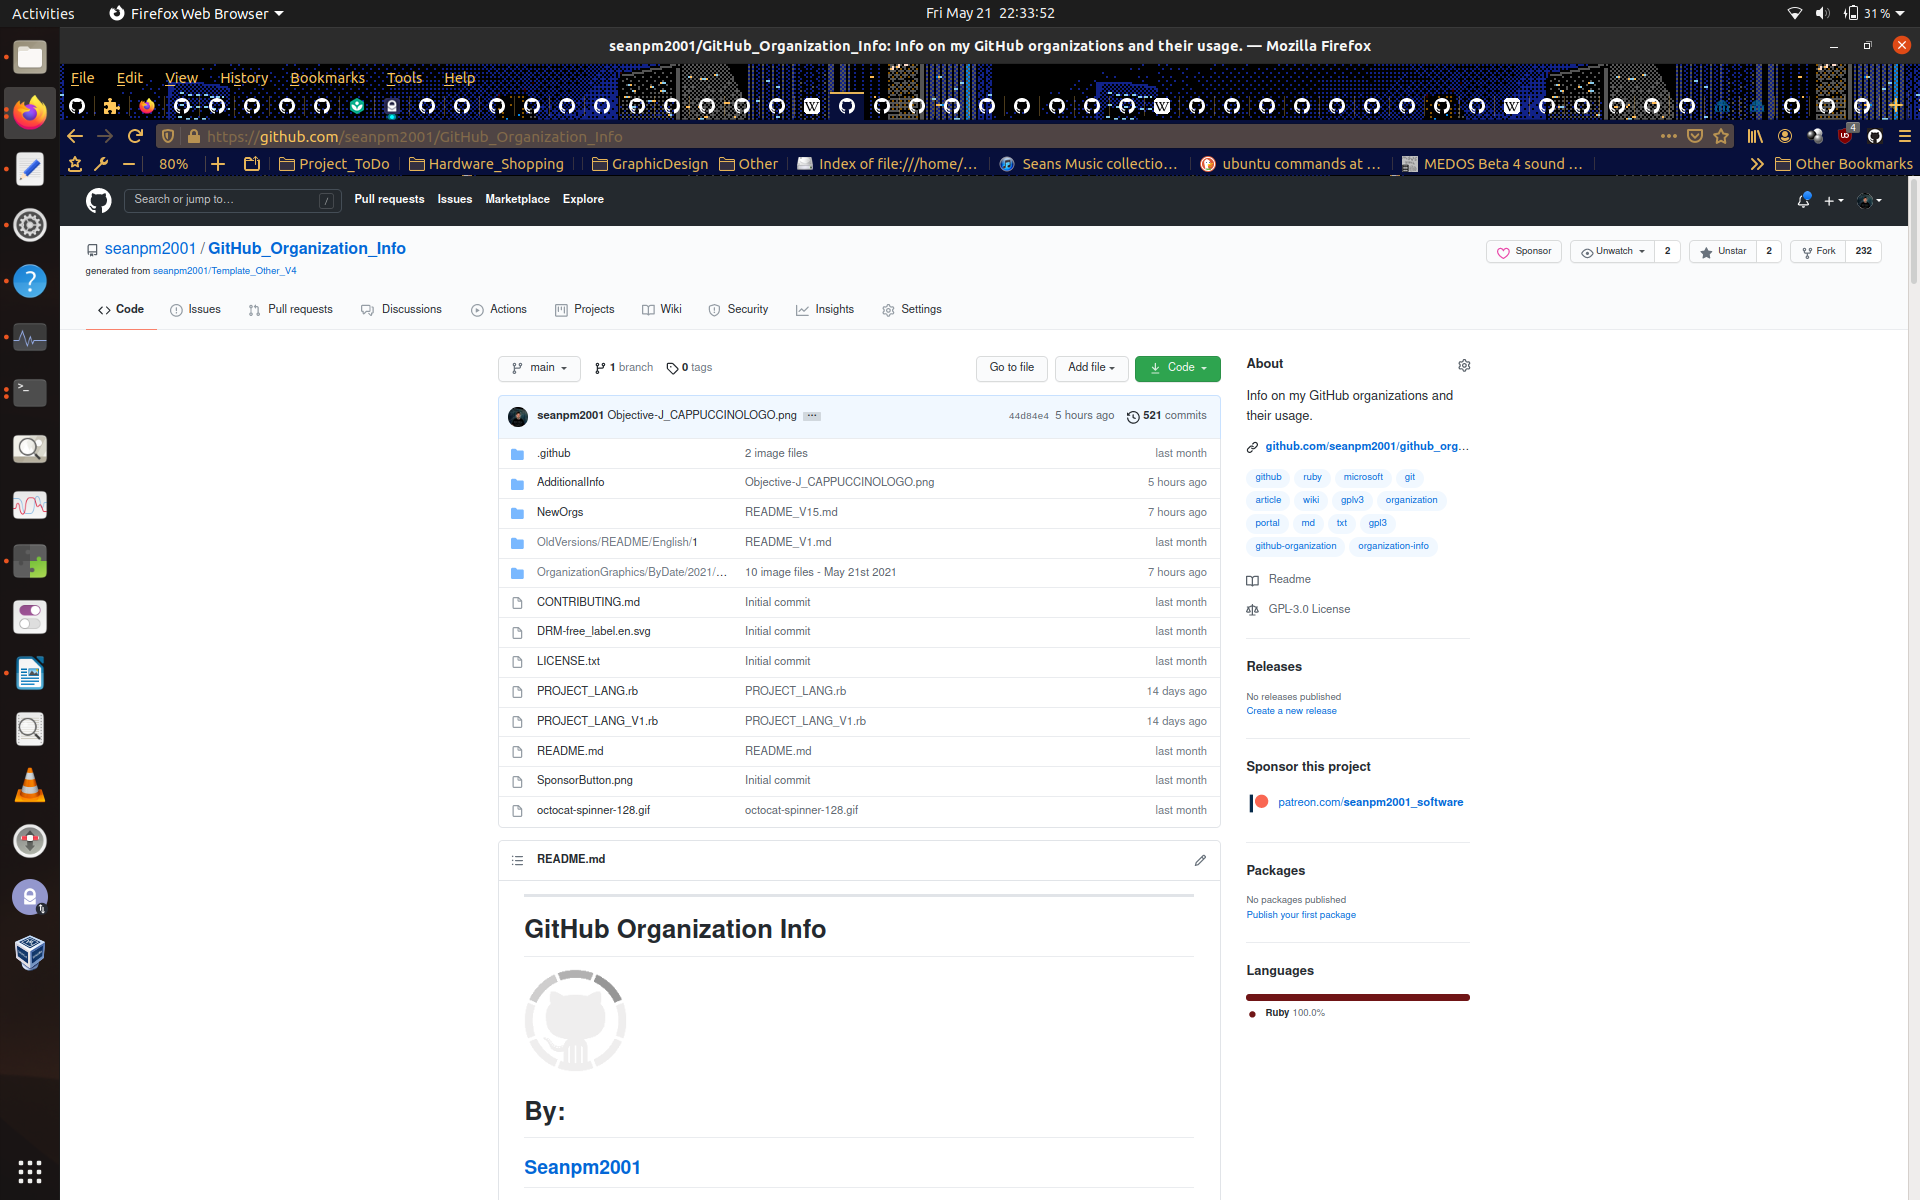 Activities
Firefox Web Browser
Fri May 21 22:33:52
31 %
seanpm2001/GitHub_Organization_Info: Info on my GitHub organizations and their usage. — Mozilla Firefox
File Edit View History Bookmarks Tools Help
https://github.com/seanpm2001/GitHub_Organization_Info
4
80%
Project_ToDo
Hardware_Shopping
GraphicDesign
Other
Index of file:///home/…
Seans Music collectio…
ubuntu commands at …
MEDOS Beta 4 sound …
Other Bookmarks
Search or jump to…
/
Pull requests Issues Marketplace Explore
seanpm2001 / GitHub_Organization_Info
generated from seanpm2001/Template_Other_V4
Sponsor
Unwatch 2
Unstar 2
Fork 232
Code
Issues
Pull requests
Discussions
Actions
Projects
Wiki
Security
Insights
Settings
main
1 branch
0 tags
Go to file
Add file
Code
seanpm2001 Objective-J_CAPPUCCINOLOGO.png ...
44d84e4 5 hours ago
521 commits
.github 2 image files last month
AdditionalInfo Objective-J_CAPPUCCINOLOGO.png 5 hours ago
NewOrgs README_V15.md 7 hours ago
OldVersions/README/English/1 README_V1.md last month
OrganizationGraphics/ByDate/2021/… 10 image files - May 21st 2021 7 hours ago
CONTRIBUTING.md Initial commit last month
DRM-free_label.en.svg Initial commit last month
LICENSE.txt Initial commit last month
PROJECT_LANG.rb PROJECT_LANG.rb 14 days ago
PROJECT_LANG_V1.rb PROJECT_LANG_V1.rb 14 days ago
README.md README.md last month
SponsorButton.png Initial commit last month
octocat-spinner-128.gif octocat-spinner-128.gif last month
README.md
GitHub Organization Info
By:
Seanpm2001
About
Info on my GitHub organizations and
their usage.
github.com/seanpm2001/github_org…
github ruby microsoft git
article wiki gplv3 organization
portal md txt gpl3
github-organization organization-info
Readme
GPL-3.0 License
Releases
No releases published
Create a new release
Sponsor this project
patreon.com/seanpm2001_software
Packages
No packages published
Publish your first package
Languages
Ruby 100.0%